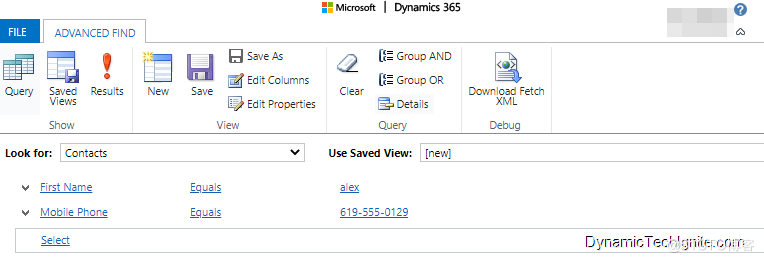 Microsoft | Dynamics 365
FILE
ADVANCED FIND
Query
Saved Views
Results
New
Save
Save As
Edit Columns
Edit Properties
Clear
Group AND
Group OR
Details
Download Fetch XML
Show
View
Query
Debug
Look for: Contacts
Use Saved View: [new]
First Name Equals alex
Mobile Phone Equals 619-555-0129
Select
DynamicTechIgnite.com